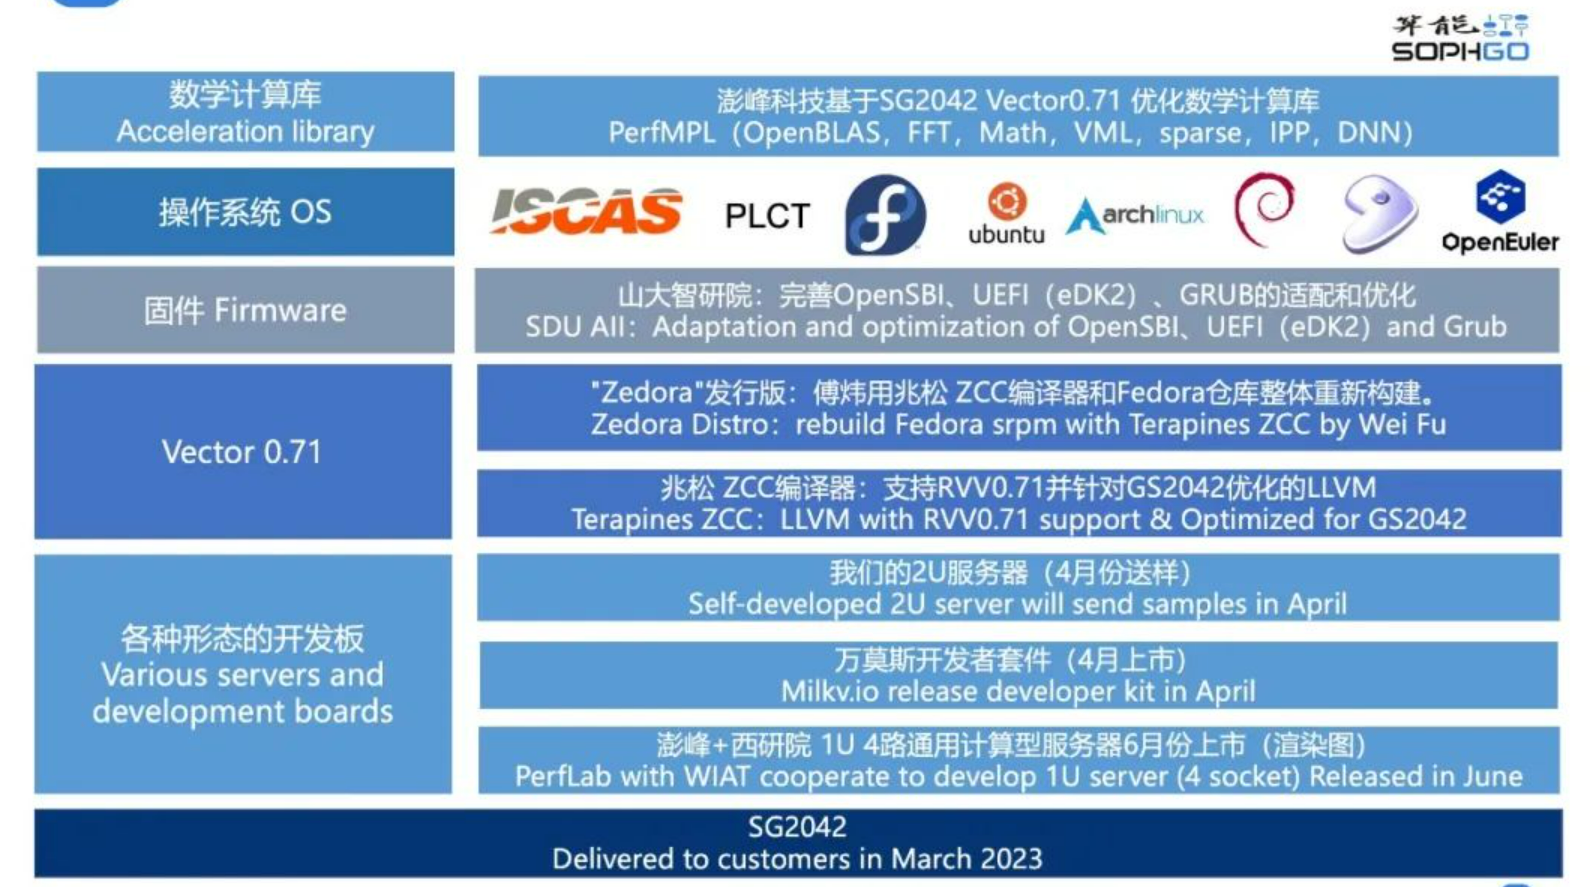 算能
SOPHGO
数学计算库
Acceleration library
澎峰科技基于SG2042 Vector0.71 优化数学计算库
PerfMPL（OpenBLAS，FFT，Math，VML，sparse，IPP，DNN）
操作系统 OS
ISCAS
PLCT
ubuntu
archlinux
OpenEuler
固件 Firmware
山大智研院：完善OpenSBI、UEFI（eDK2）、GRUB的适配和优化
SDU AII：Adaptation and optimization of OpenSBI、UEFI（eDK2）and Grub
Vector 0.71
"Zedora"发行版：傅炜用兆松 ZCC编译器和Fedora仓库整体重新构建。
Zedora Distro：rebuild Fedora srpm with Terapines ZCC by Wei Fu
兆松 ZCC编译器：支持RVV0.71并针对GS2042优化的LLVM
Terapines ZCC：LLVM with RVV0.71 support & Optimized for GS2042
各种形态的开发板
Various servers and
development boards
我们的2U服务器（4月份送样）
Self-developed 2U server will send samples in April
万莫斯开发者套件（4月上市）
Milkv.io release developer kit in April
澎峰+西研院 1U 4路通用计算型服务器6月份上市（渲染图）
PerfLab with WIAT cooperate to develop 1U server (4 socket) Released in June
SG2042
Delivered to customers in March 2023